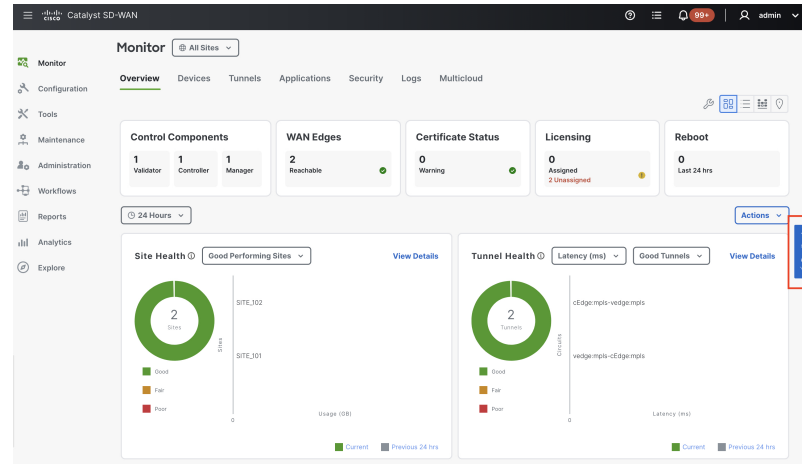 cisco Catalyst SD-WAN
99+
admin
Monitor
All Sites
Monitor
Configuration
Tools
Maintenance
Administration
Workflows
Reports
Analytics
Explore
Overview Devices Tunnels Applications Security Logs Multicloud
Control Components
1 1 1
Validator Controller Manager
WAN Edges
2
Reachable
Certificate Status
0
Warning
Licensing
0
Assigned
2 Unassigned
Reboot
0
Last 24 hrs
24 Hours
Actions
Site Health Good Performing Sites View Details
2
Sites
Good
Fair
Poor
Sites
SITE_102
SITE_101
0
Usage (GB)
Current Previous 24 hrs
Tunnel Health Latency (ms) Good Tunnels View Details
2
Tunnels
Good
Fair
Poor
Circuits
cEdge:mpls-vedge:mpls
vedge:mpls-cEdge:mpls
0
Latency (ms)
Current Previous 24 hrs